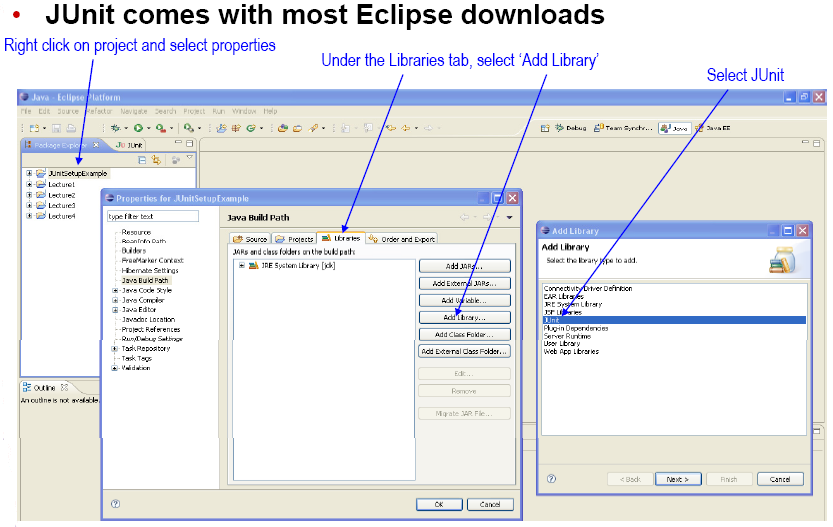 • JUnit comes with most Eclipse downloads
Right click on project and select properties
Under the Libraries tab, select ‘Add Library’
Select JUnit
Java - Eclipse Platform
File Edit Source Refactor Navigate Search Project Run Window Help
Debug Team Synchr... Java Java EE
Package Explorer JUnit
JUnitSetupExample
Lecture1
Lecture2
Lecture3
Lecture4
Outline
An outline is not available.
Properties for JUnitSetupExample
type filter text
Resource
BeanInfo Path
Builders
FreeMarker Context
Hibernate Settings
Java Build Path
Java Code Style
Java Compiler
Java Editor
Javadoc Location
Project References
Run/Debug Settings
Task Repository
Task Tags
Validation
Java Build Path
Source Projects Libraries Order and Export
JARs and class folders on the build path:
JRE System Library [jdk]
Add JARs...
Add External JARs...
Add Variable...
Add Library...
Add Class Folder...
Add External Class Folder...
Edit...
Remove
Migrate JAR File...
OK Cancel
Add Library
Add Library
Select the library type to add.
Connectivity Driver Definition
EAR Libraries
JRE System Library
JSF Libraries
JUnit
Plug-in Dependencies
Server Runtime
User Library
Web App Libraries
< Back Next > Finish Cancel